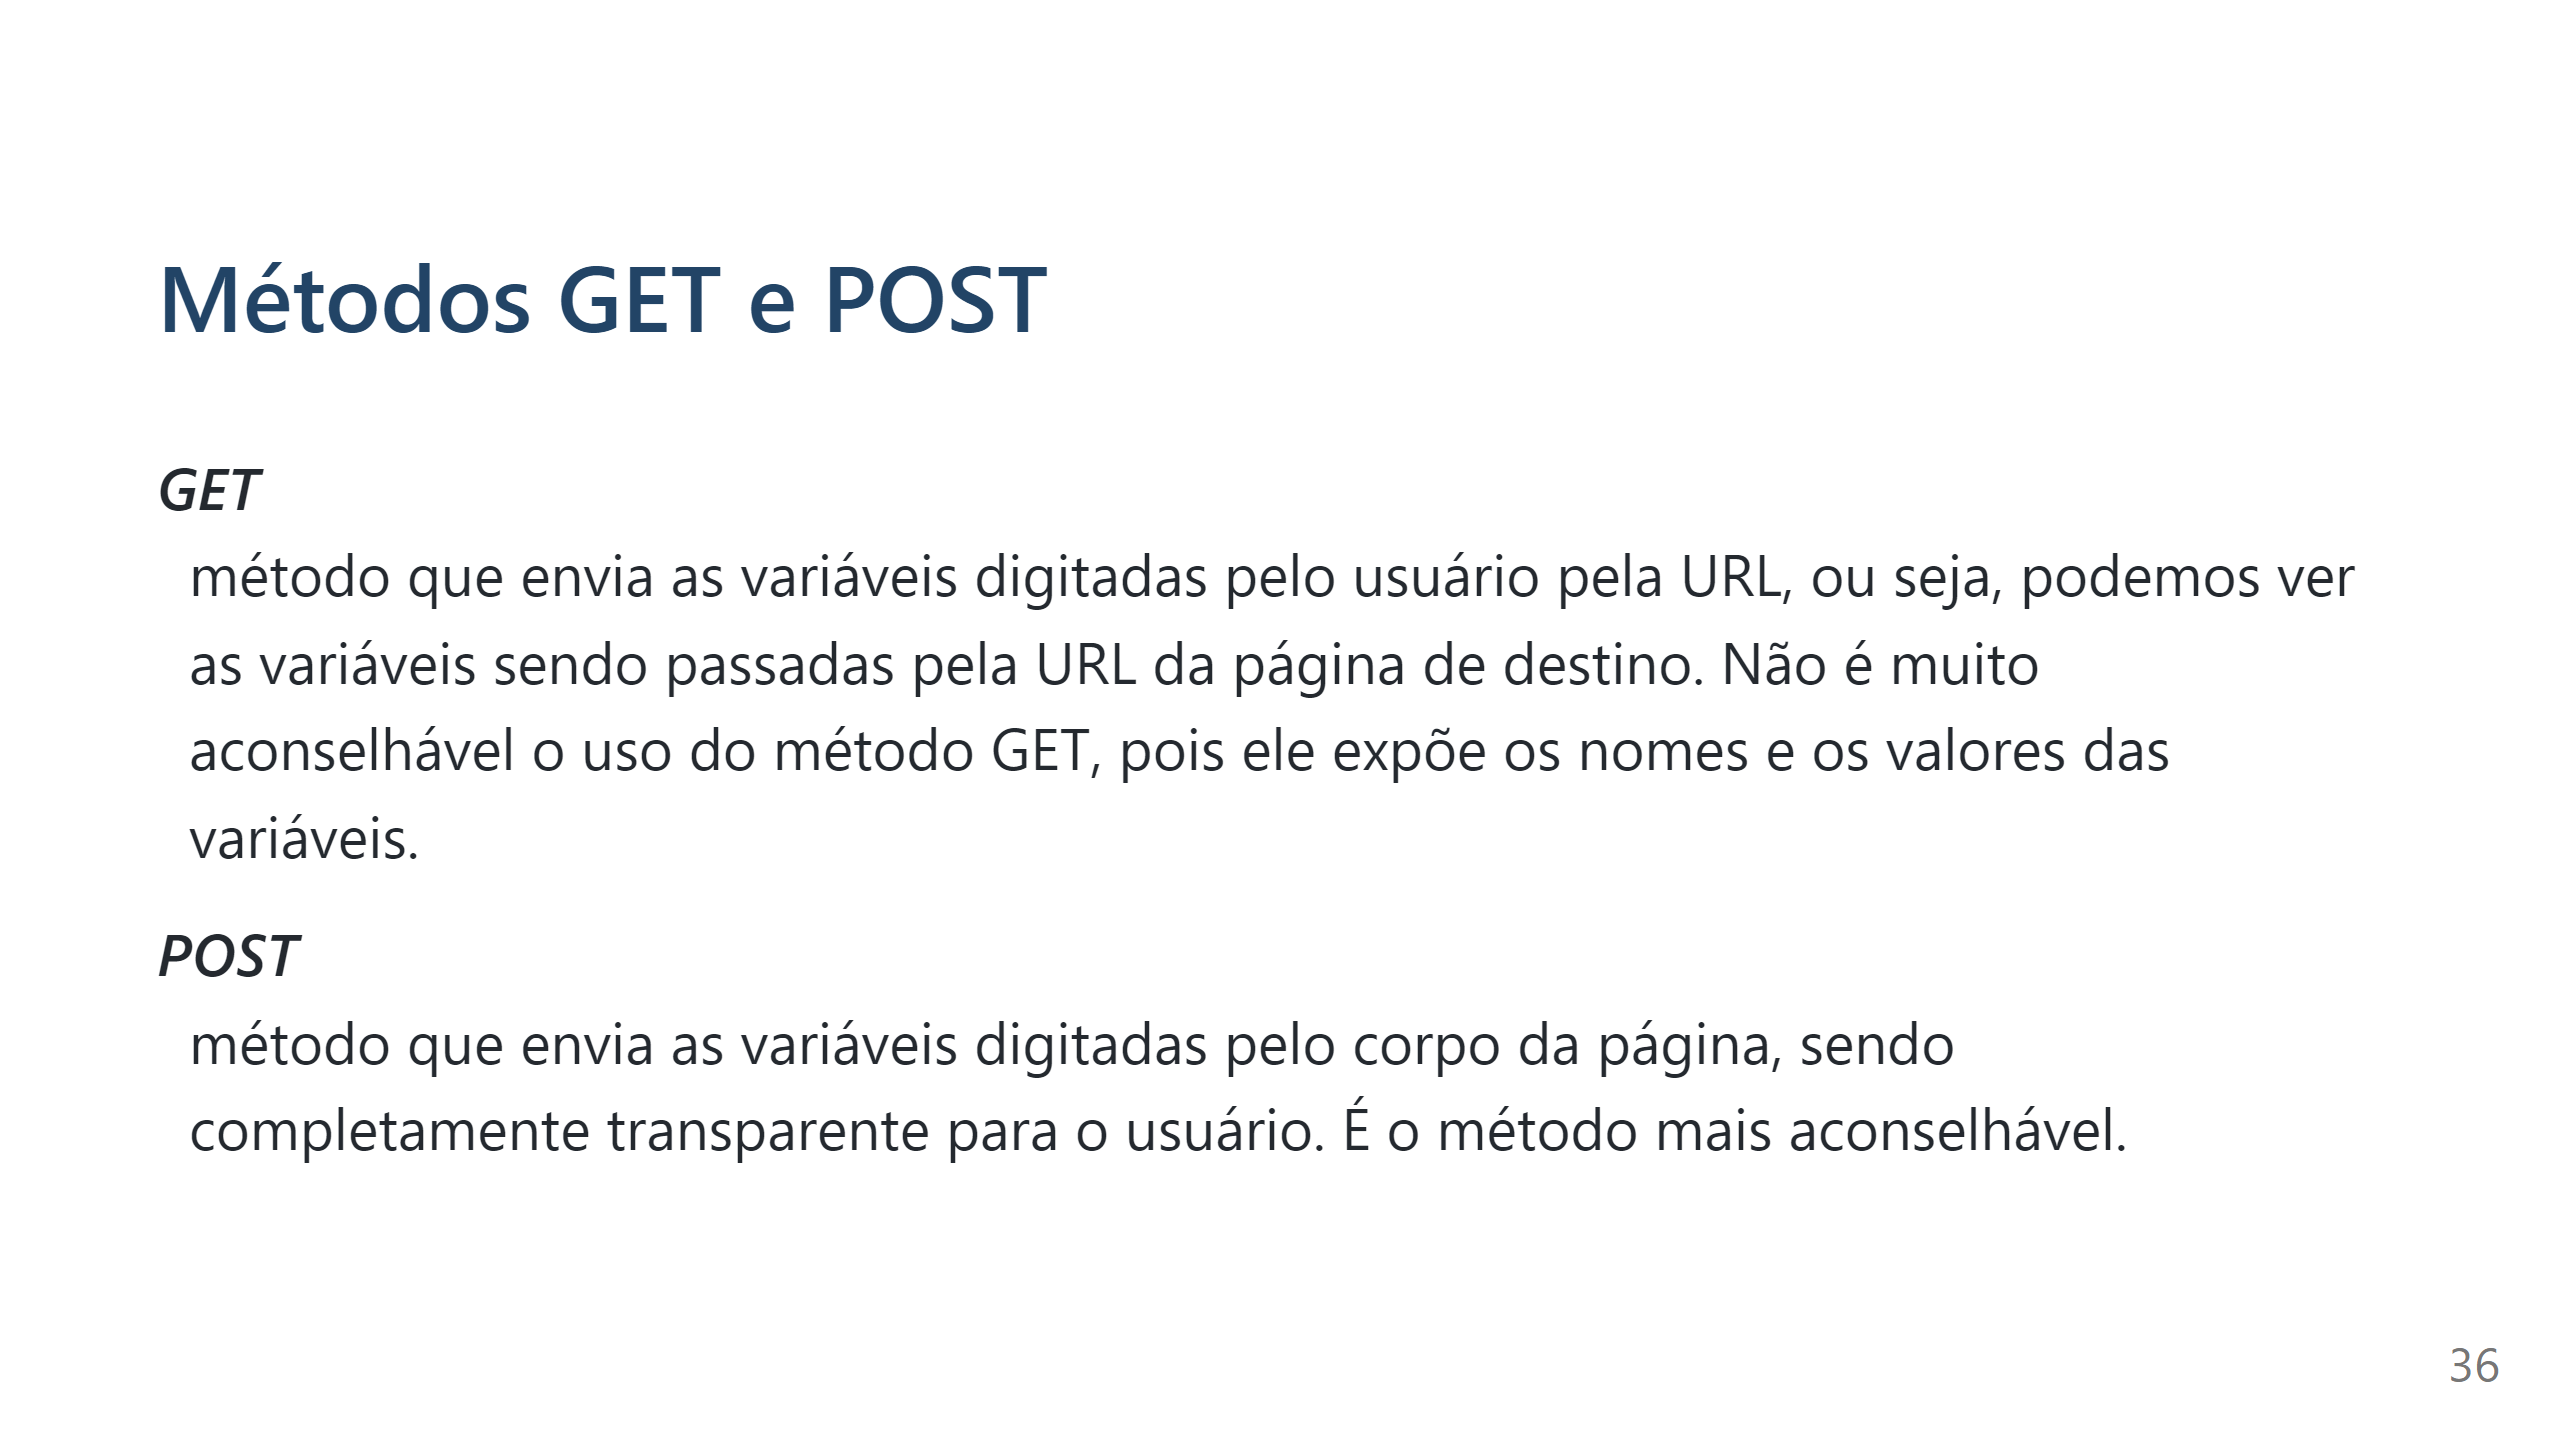 Métodos GET e POST
GET
método que envia as variáveis digitadas pelo usuário pela URL, ou seja, podemos ver
as variáveis sendo passadas pela URL da página de destino. Não é muito
aconselhável o uso do método GET, pois ele expõe os nomes e os valores das
variáveis.
POST
método que envia as variáveis digitadas pelo corpo da página, sendo
completamente transparente para o usuário. É o método mais aconselhável.
36